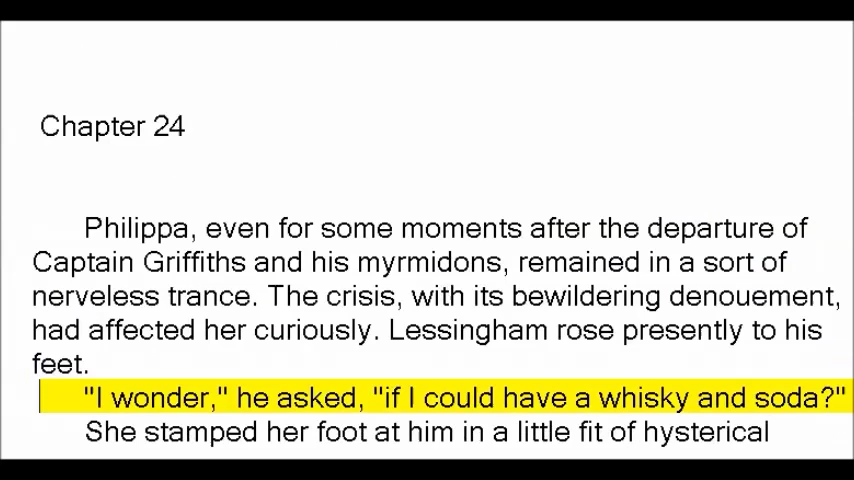 Chapter 24
Philippa, even for some moments after the departure of
Captain Griffiths and his myrmidons, remained in a sort of
nerveless trance. The crisis, with its bewildering denouement,
had affected her curiously. Lessingham rose presently to his
feet.
"I wonder," he asked, "if I could have a whisky and soda?"
She stamped her foot at him in a little fit of hysterical